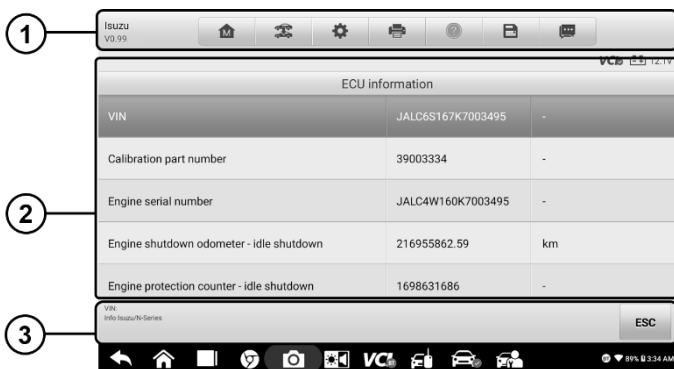 1
Isuzu
V0.99
M
?
VCI 12.1V
ECU information
VIN JALC6S167K7003495 -
Calibration part number 39003334 -
2
Engine serial number JALC4W160K7003495 -
Engine shutdown odometer - idle shutdown 216955862.59 km
Engine protection counter - idle shutdown 1698631686 -
3
VIN:
Info Isuzu/N-Series
ESC
VCI BT
BT 89% 3:34 AM